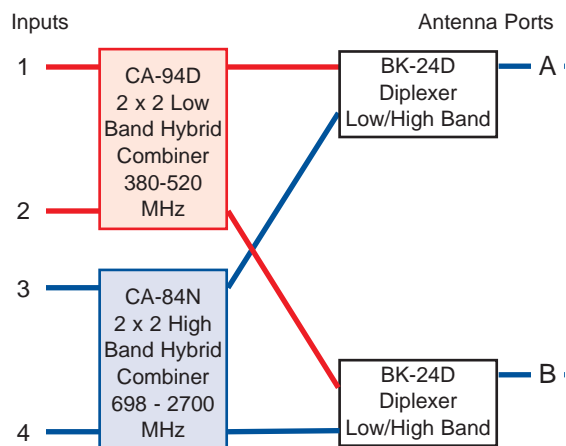 Inputs
Antenna Ports
1
CA-94D
2 x 2 Low
Band Hybrid
Combiner
380-520
MHz
BK-24D
Diplexer
Low/High Band
A
2
3
CA-84N
2 x 2 High
Band Hybrid
Combiner
698 - 2700
MHz
BK-24D
Diplexer
Low/High Band
B
4